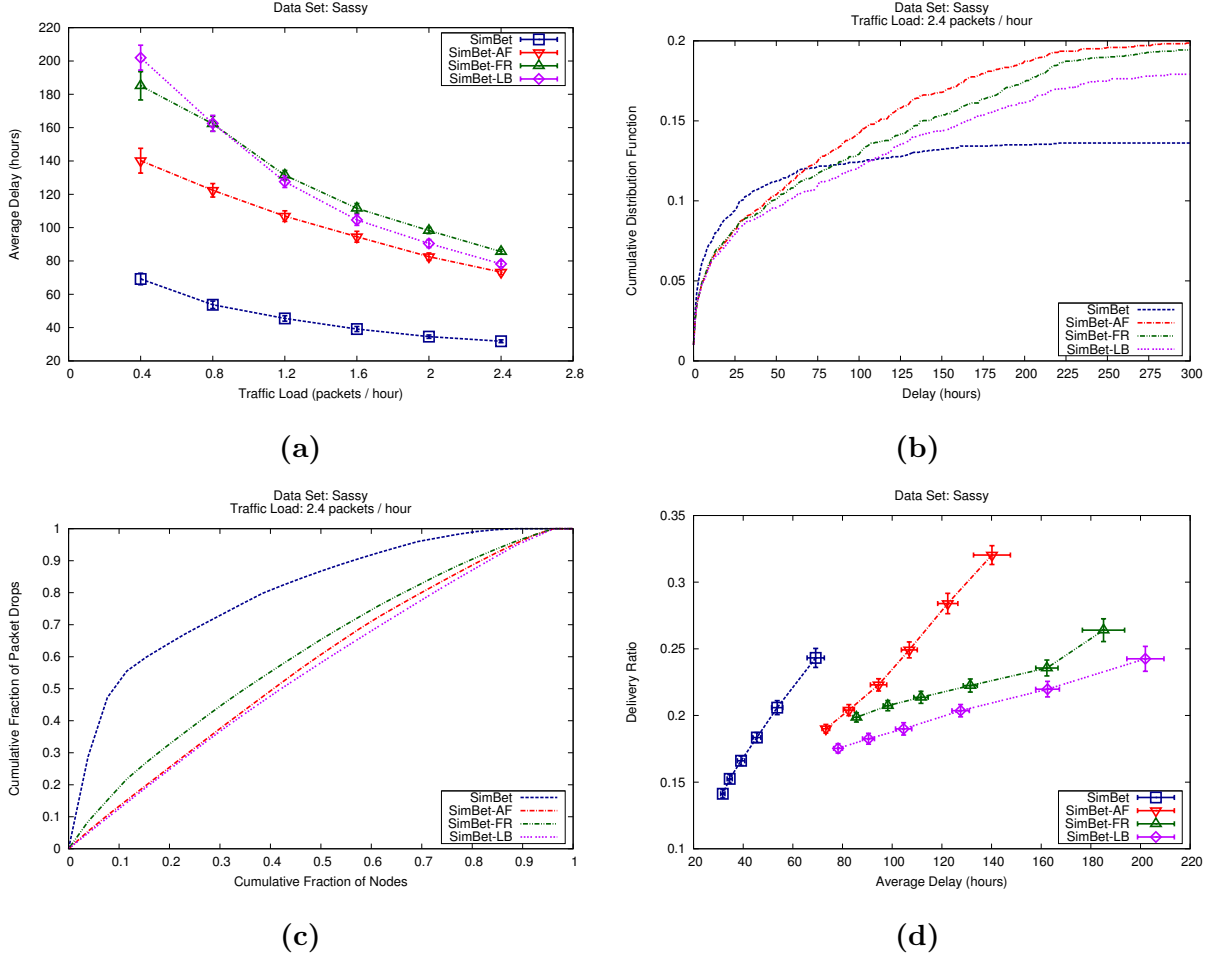 Data Set: Sassy
220
200
180
160
140
120
100
80
60
40
20
0
0.4
0.8
1.2
1.6
2
2.4
2.8
Average Delay (hours)
Traffic Load (packets / hour)
SimBet
SimBet-AF
SimBet-FR
SimBet-LB
(a)
Data Set: Sassy
Traffic Load: 2.4 packets / hour
0.2
0.15
0.1
0.05
0
0
25
50
75
100
125
150
175
200
225
250
275
300
Cumulative Distribution Function
Delay (hours)
SimBet
SimBet-AF
SimBet-FR
SimBet-LB
(b)
Data Set: Sassy
Traffic Load: 2.4 packets / hour
1
0.9
0.8
0.7
0.6
0.5
0.4
0.3
0.2
0.1
0
0
0.1
0.2
0.3
0.4
0.5
0.6
0.7
0.8
0.9
1
Cumulative Fraction of Packet Drops
Cumulative Fraction of Nodes
SimBet
SimBet-AF
SimBet-FR
SimBet-LB
(c)
Data Set: Sassy
0.35
0.3
0.25
0.2
0.15
0.1
20
40
60
80
100
120
140
160
180
200
220
Delivery Ratio
Average Delay (hours)
SimBet
SimBet-AF
SimBet-FR
SimBet-LB
(d)